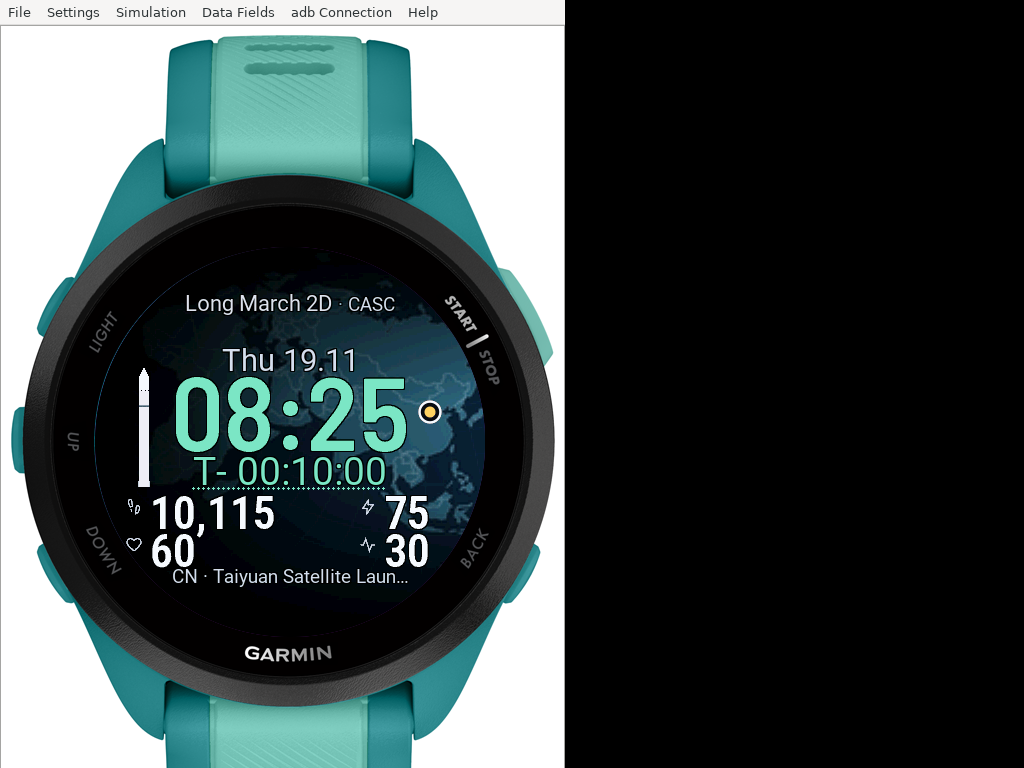 File Settings Simulation Data Fields adb Connection Help
Long March 2D · CASC
START
STOP
LIGHT
Thu 19.11
08:25
UP
T- 00:10:00
10,115 75
60 30
DOWN
BACK
CN · Taiyuan Satellite Laun...
GARMIN